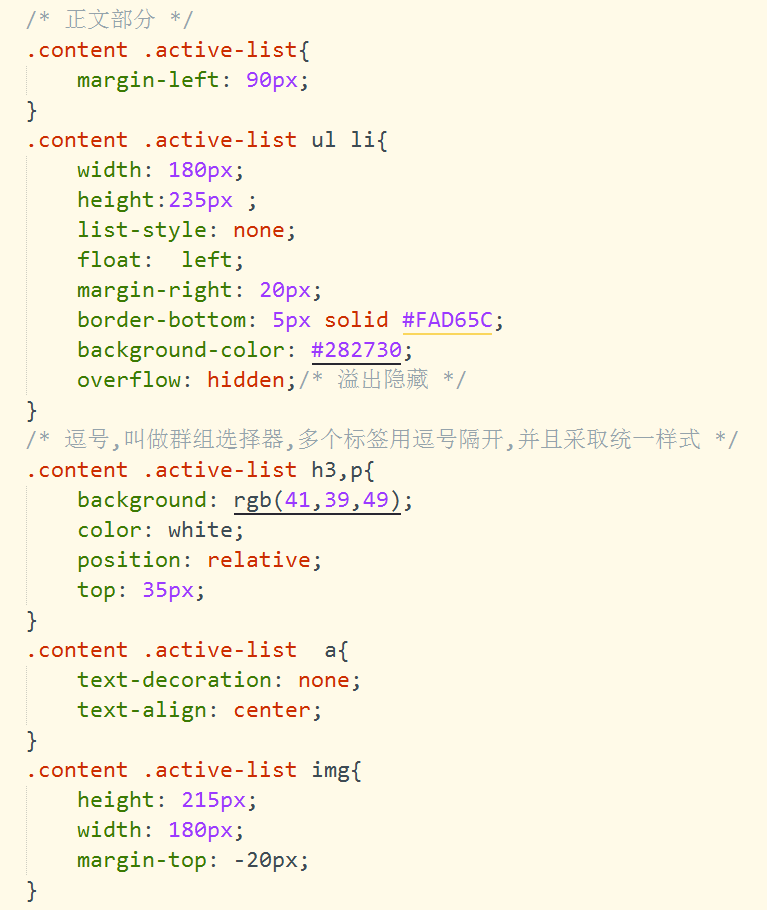 /* 正文部分 */
.content .active-list{
    margin-left: 90px;
}
.content .active-list ul li{
    width: 180px;
    height:235px ;
    list-style: none;
    float:  left;
    margin-right: 20px;
    border-bottom: 5px solid #FAD65C;
    background-color: #282730;
    overflow: hidden;/* 溢出隐藏 */
}
/* 逗号,叫做群组选择器,多个标签用逗号隔开,并且采取统一样式 */
.content .active-list h3,p{
    background: rgb(41,39,49);
    color: white;
    position: relative;
    top: 35px;
}
.content .active-list  a{
    text-decoration: none;
    text-align: center;
}
.content .active-list img{
    height: 215px;
    width: 180px;
    margin-top: -20px;
}